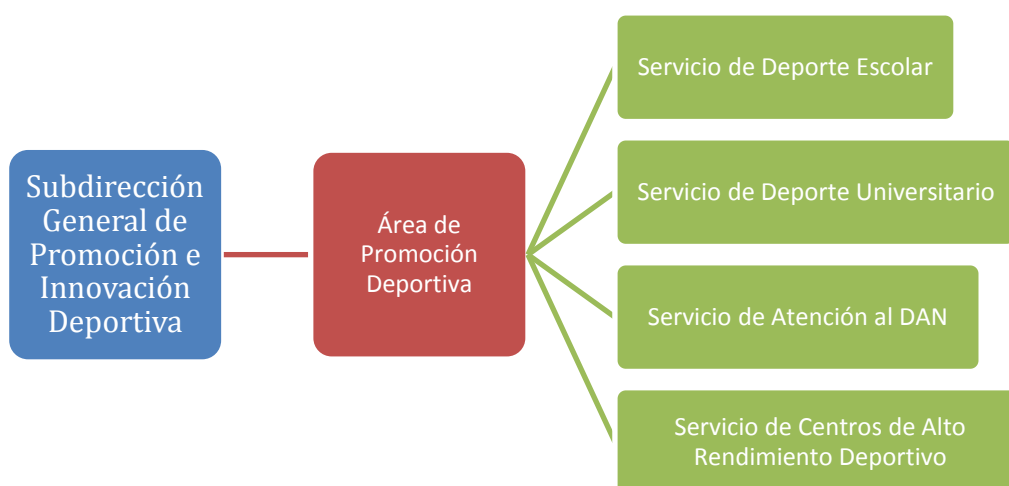 Subdirección
General de
Promoción e
Innovación
Deportiva
Área de
Promoción
Deportiva
Servicio de Deporte Escolar
Servicio de Deporte Universitario
Servicio de Atención al DAN
Servicio de Centros de Alto
Rendimiento Deportivo